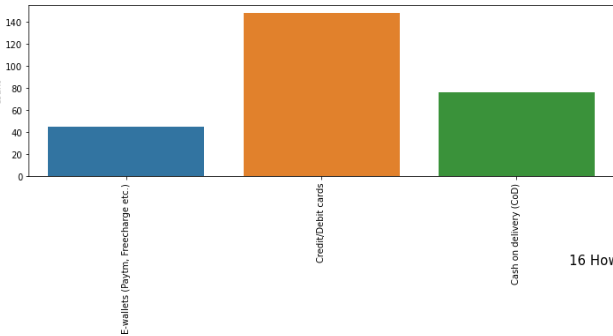 140
120
100
80
60
40
20
0
E-wallets (Paytm, Freecharge etc.)
Credit/Debit cards
Cash on delivery (CoD)
16 How